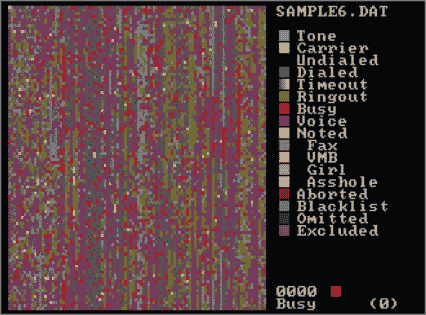 SAMPLE6.DAT
Tone
Carrier
Undialed
Dialed
Timeout
Ringout
Busy
Voice
Noted
Fax
VMB
Girl
Asshole
Aborted
Blacklist
Omitted
Excluded
0000
Busy (0)